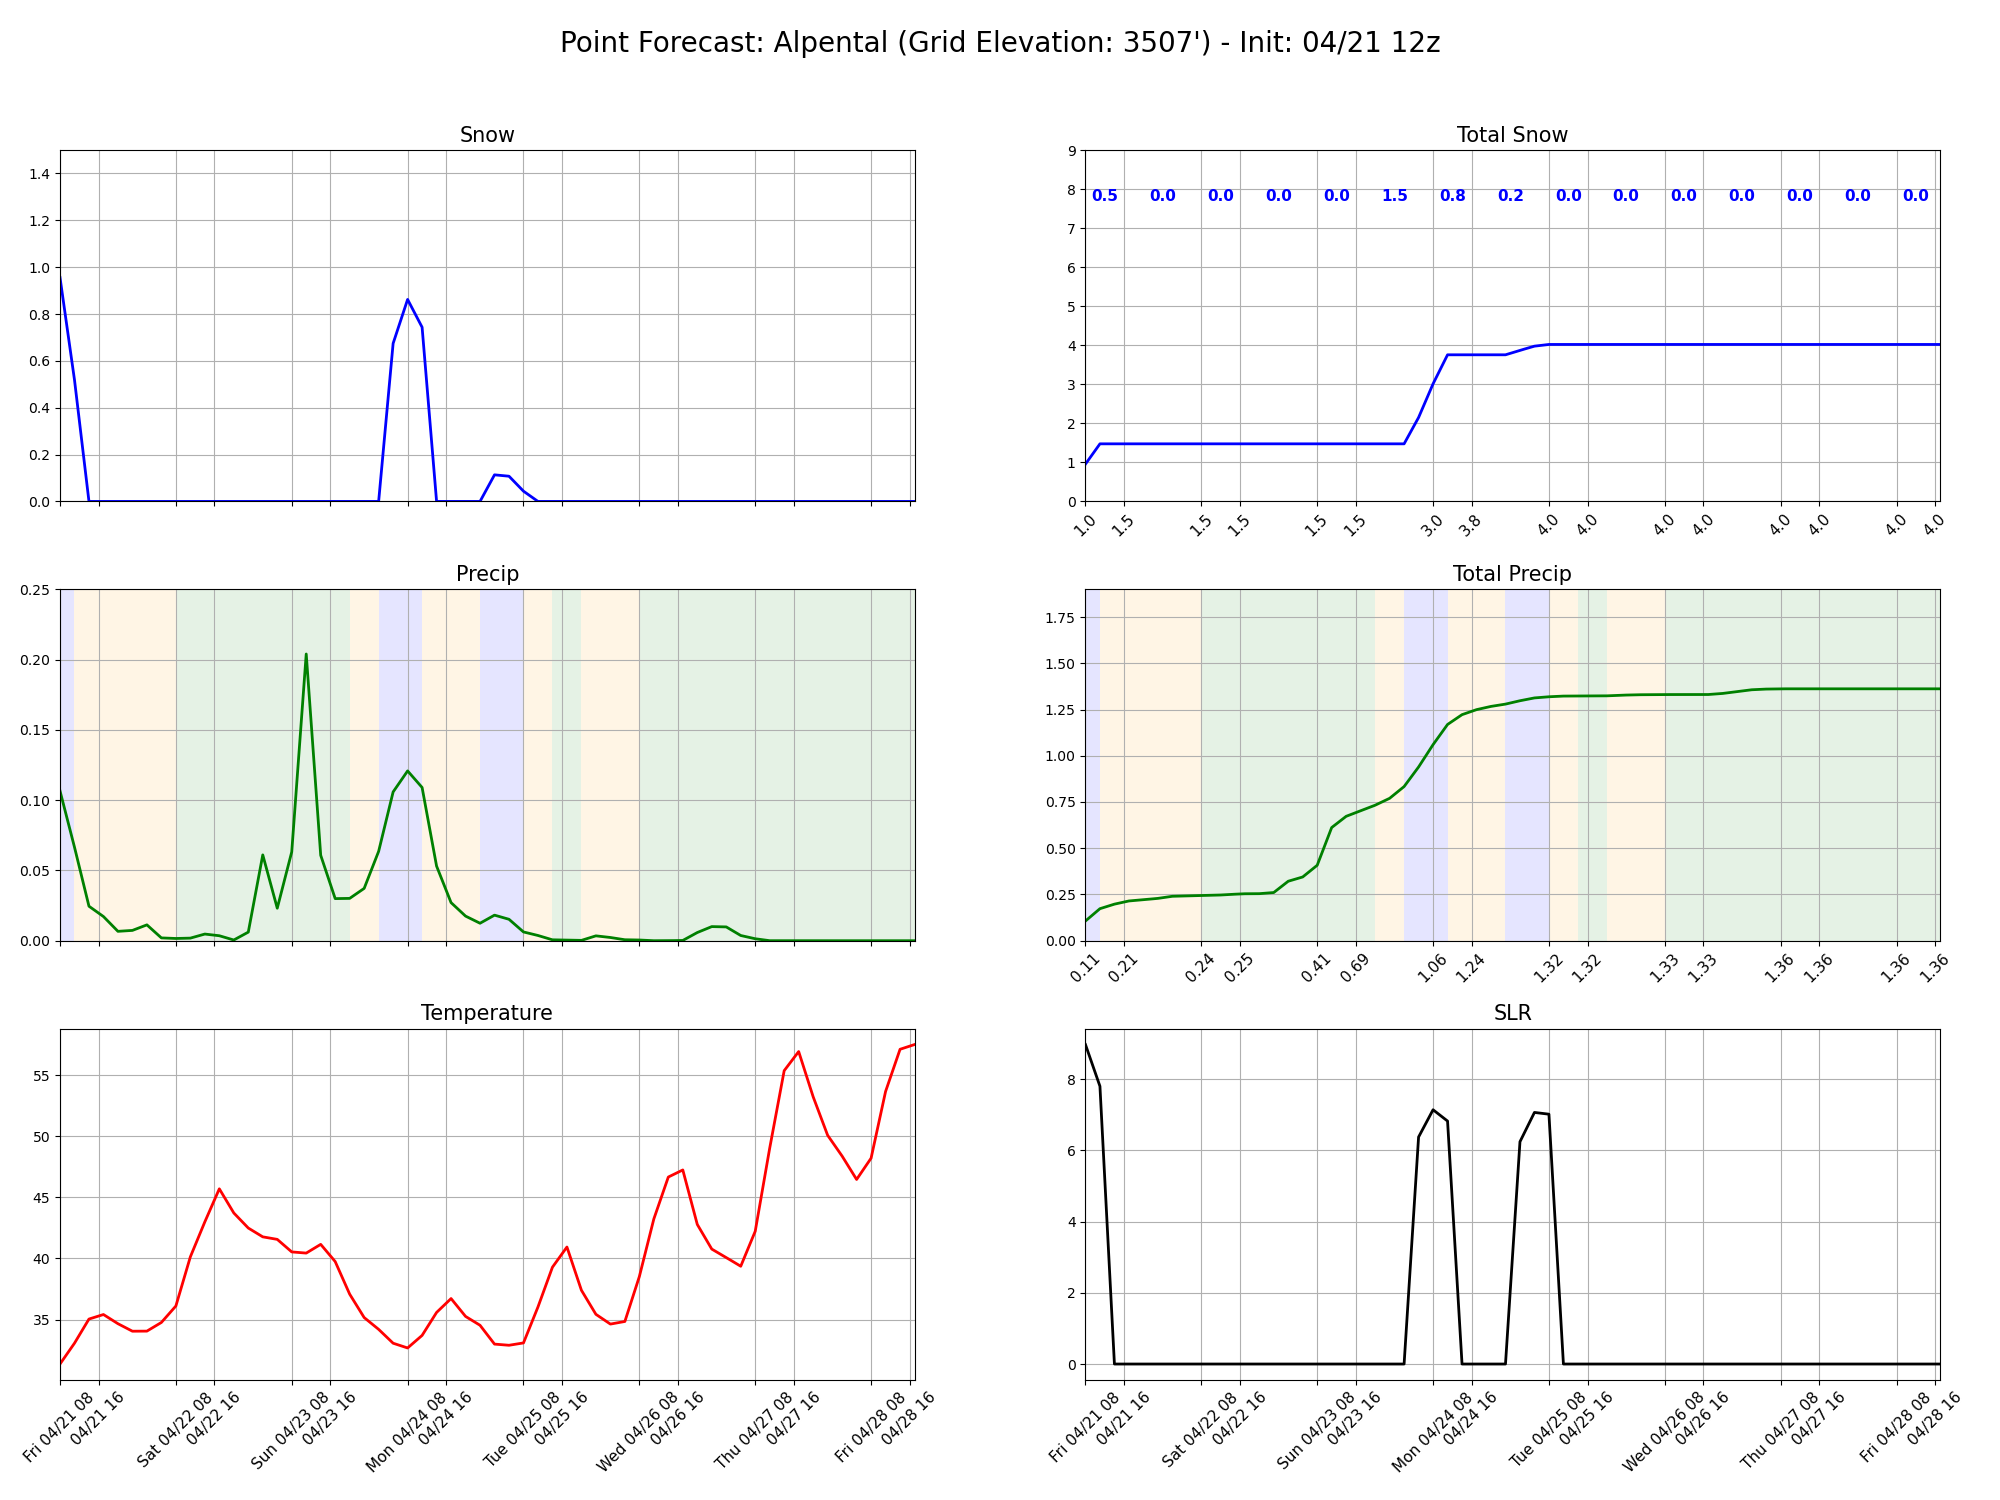 Point Forecast: Alpental (Grid Elevation: 3507') - Init: 04/21 12z
Snow
1.4
1.2
1.0
0.8
0.6
0.4
0.2
0.0
Total Snow
9
8
7
6
5
4
3
2
1
0
0.5 0.0 0.0 0.0 0.0 1.5 0.8 0.2 0.0 0.0 0.0 0.0 0.0 0.0 0.0
1.0 1.5 1.5 1.5 1.5 1.5 3.0 3.8 4.0 4.0 4.0 4.0 4.0 4.0 4.0 4.0
Precip
0.25
0.20
0.15
0.10
0.05
0.00
Total Precip
1.75
1.50
1.25
1.00
0.75
0.50
0.25
0.00
0.11 0.21 0.24 0.25 0.41 0.69 1.06 1.24 1.32 1.32 1.33 1.33 1.36 1.36 1.36 1.36
Temperature
55
50
45
40
35
Fri 04/21 08
04/21 16
Sat 04/22 08
04/22 16
Sun 04/23 08
04/23 16
Mon 04/24 08
04/24 16
Tue 04/25 08
04/25 16
Wed 04/26 08
04/26 16
Thu 04/27 08
04/27 16
Fri 04/28 08
04/28 16
SLR
8
6
4
2
0
Fri 04/21 08
04/21 16
Sat 04/22 08
04/22 16
Sun 04/23 08
04/23 16
Mon 04/24 08
04/24 16
Tue 04/25 08
04/25 16
Wed 04/26 08
04/26 16
Thu 04/27 08
04/27 16
Fri 04/28 08
04/28 16